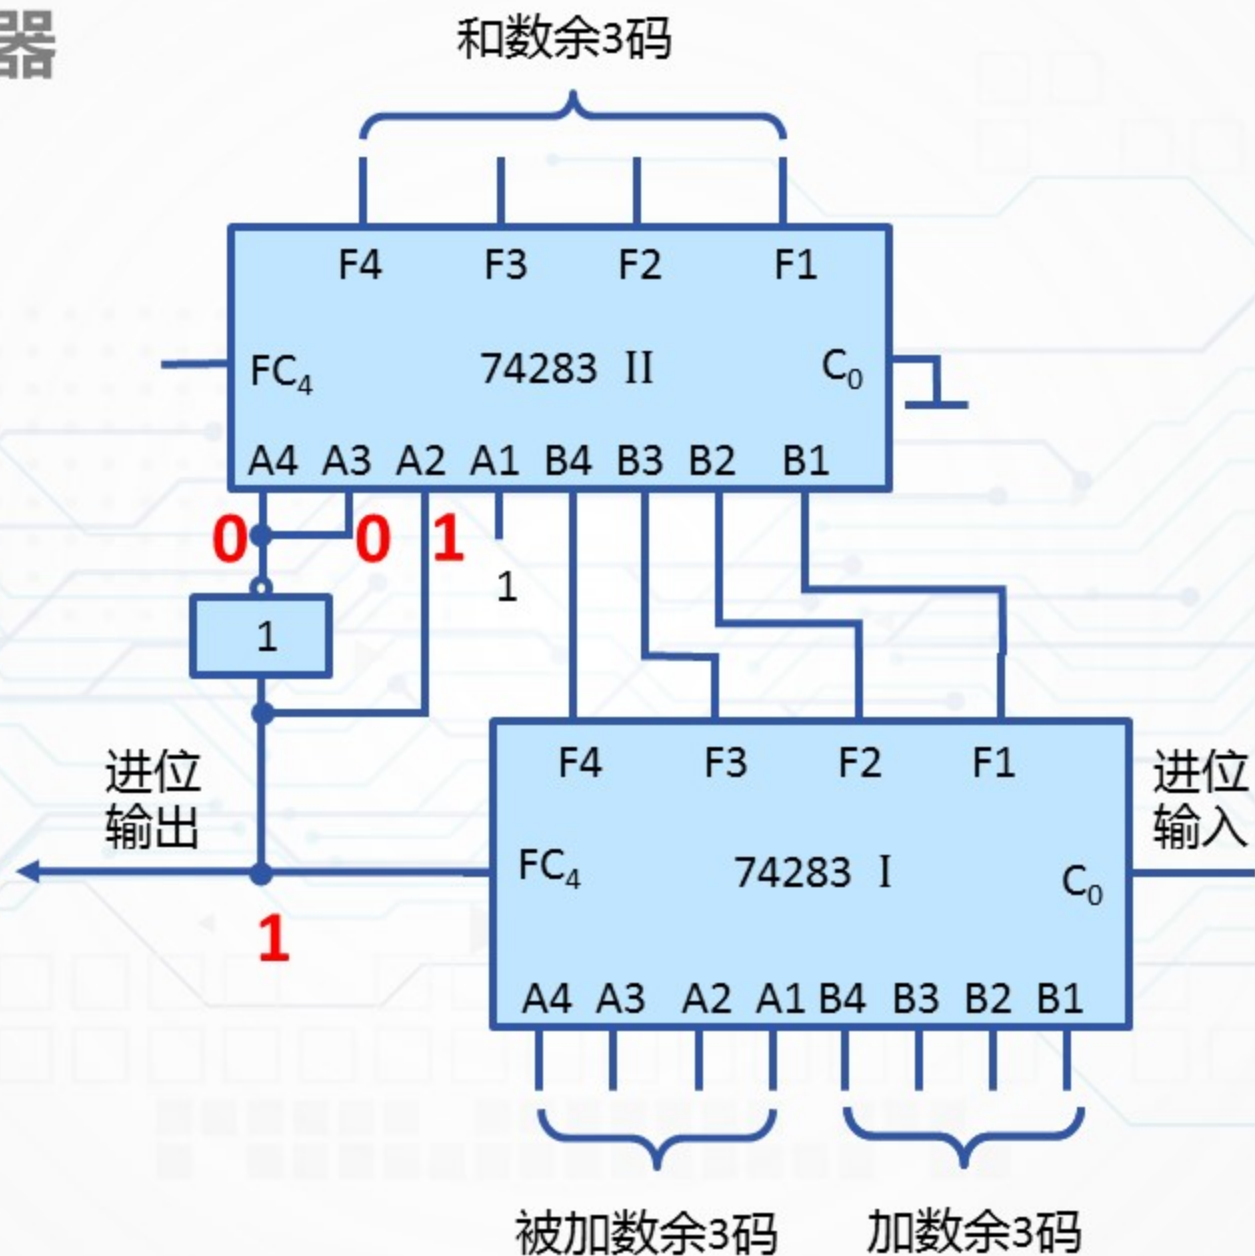 器
和数余3码
F4 F3 F2 F1
FC4 74283 II C0
A4 A3 A2 A1 B4 B3 B2 B1
0 0 1
1
1
进位
输出
进位
输入
F4 F3 F2 F1
FC4 74283 I C0
1
A4 A3 A2 A1 B4 B3 B2 B1
被加数余3码 加数余3码